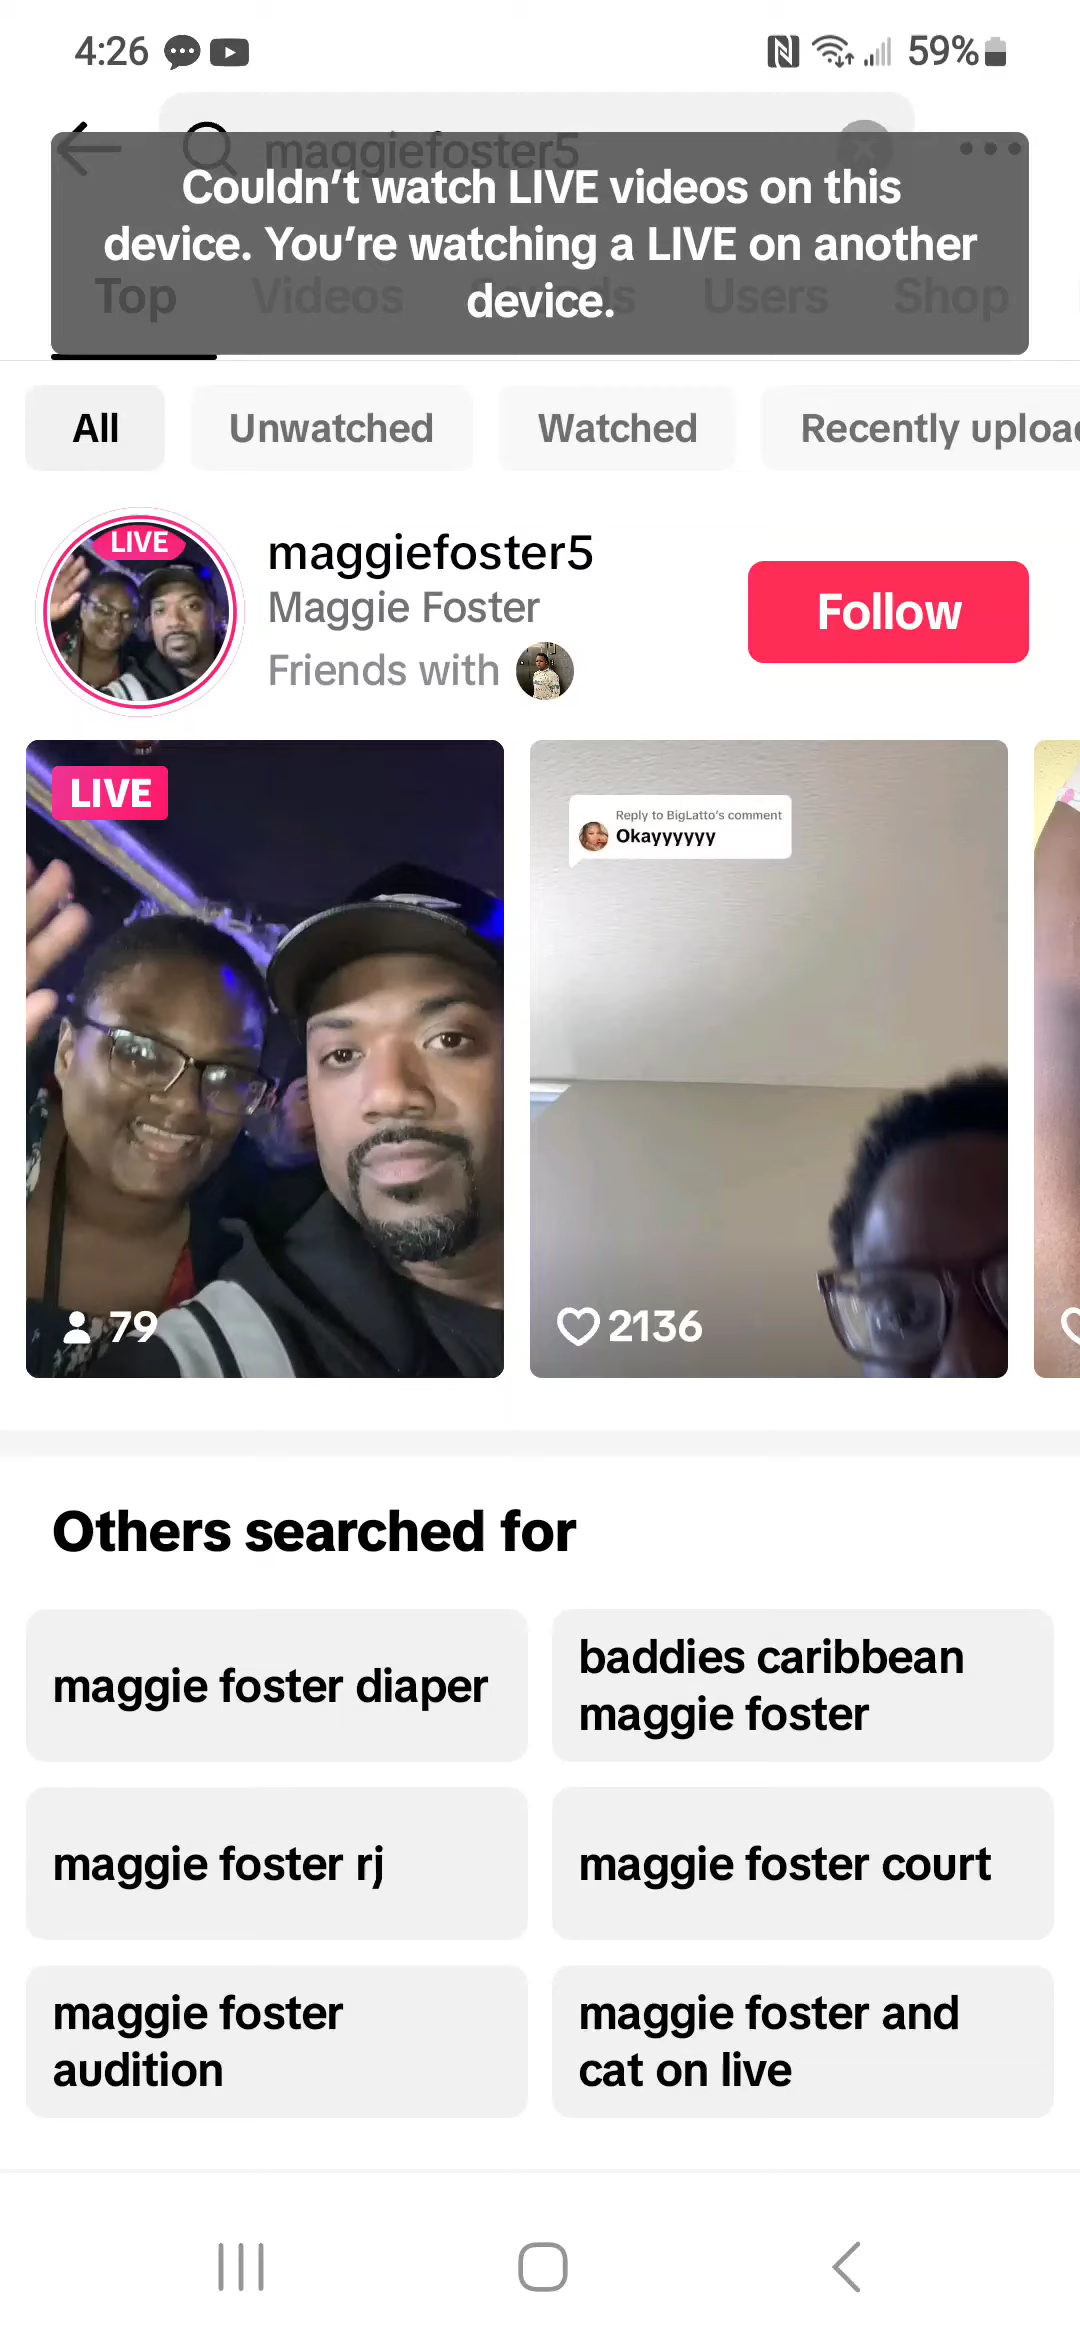 4:26
59%
maggiefoster5
Couldn't watch LIVE videos on this
device. You're watching a LIVE on another
device.
Top Videos Sounds Users Shop
All Unwatched Watched Recently uploa
LIVE
maggiefoster5
Maggie Foster
Friends with
Follow
LIVE
79
Reply to BigLatto's comment
Okayyyyyy
2136
Others searched for
maggie foster diaper
baddies caribbean
maggie foster
maggie foster rj
maggie foster court
maggie foster
audition
maggie foster and
cat on live